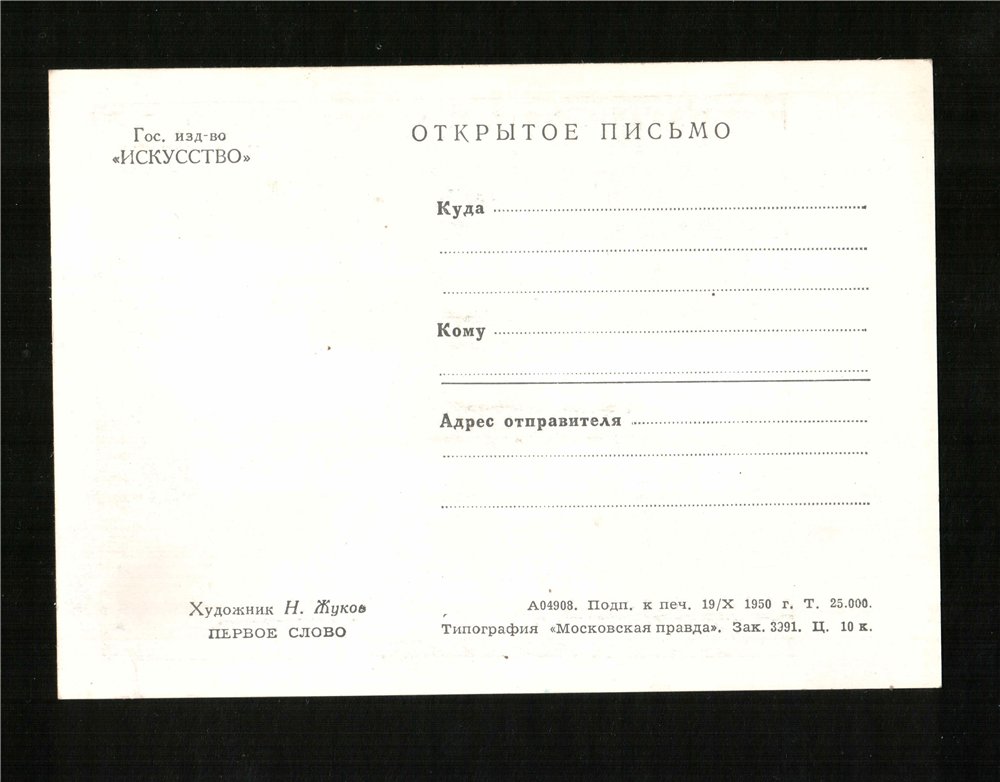 Гос. изд-во
«ИСКУССТВО»
ОТКРЫТОЕ ПИСЬМО
Куда
Кому
Адрес отправителя
Художник Н. Жуков
ПЕРВОЕ СЛОВО
А04908. Подп. к печ. 19/X 1950 г. Т. 25.000.
Типография «Московская правда». Зак. 3991. Ц. 10 к.